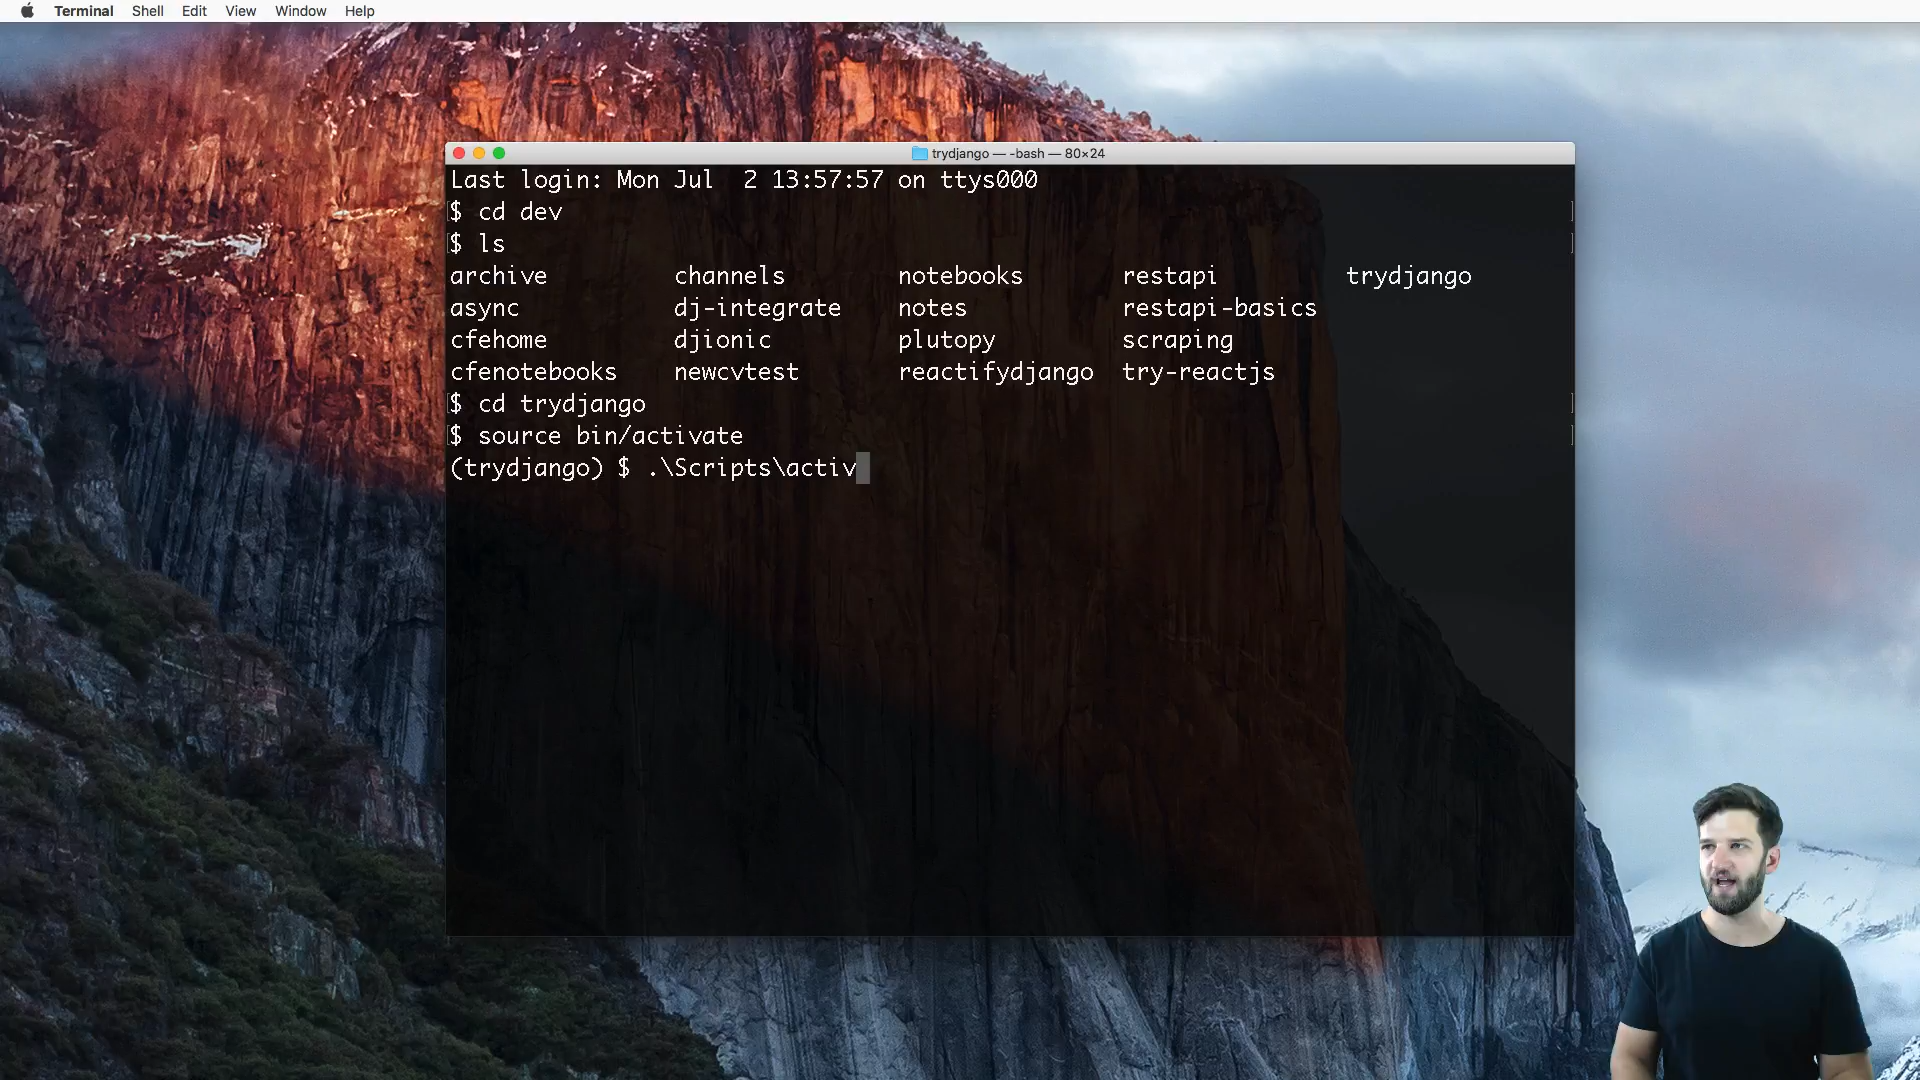 Terminal Shell Edit View Window Help
trydjango — -bash — 80×24
Last login: Mon Jul  2 13:57:57 on ttys000
$ cd dev
$ ls
archive channels notebooks restapi trydjango
async dj-integrate notes restapi-basics
cfehome djionic plutopy scraping
cfenotebooks newcvtest reactifydjango try-reactjs
$ cd trydjango
$ source bin/activate
(trydjango) $ .\Scripts\activ